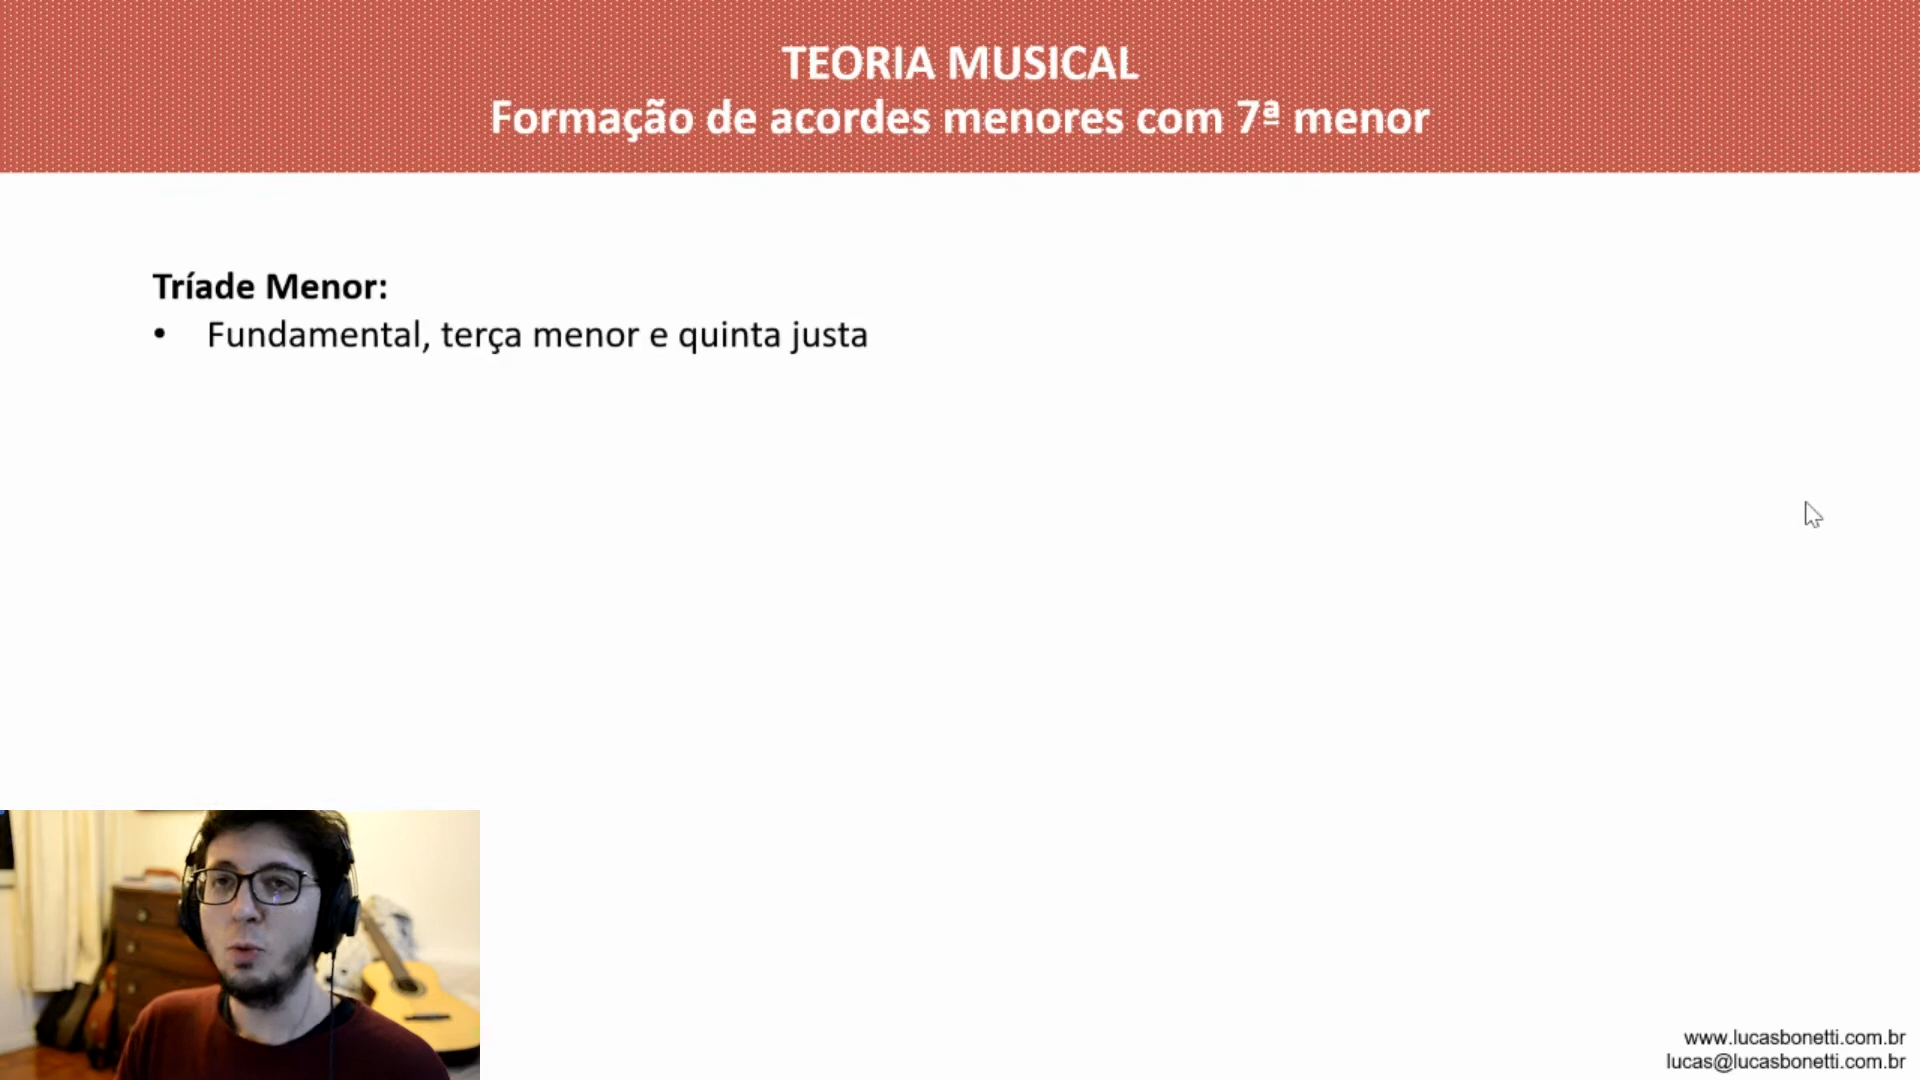 TEORIA MUSICAL
Formação de acordes menores com 7ª menor
Tríade Menor:
• Fundamental, terça menor e quinta justa
www.lucasbonetti.com.br
lucas@lucasbonetti.com.br